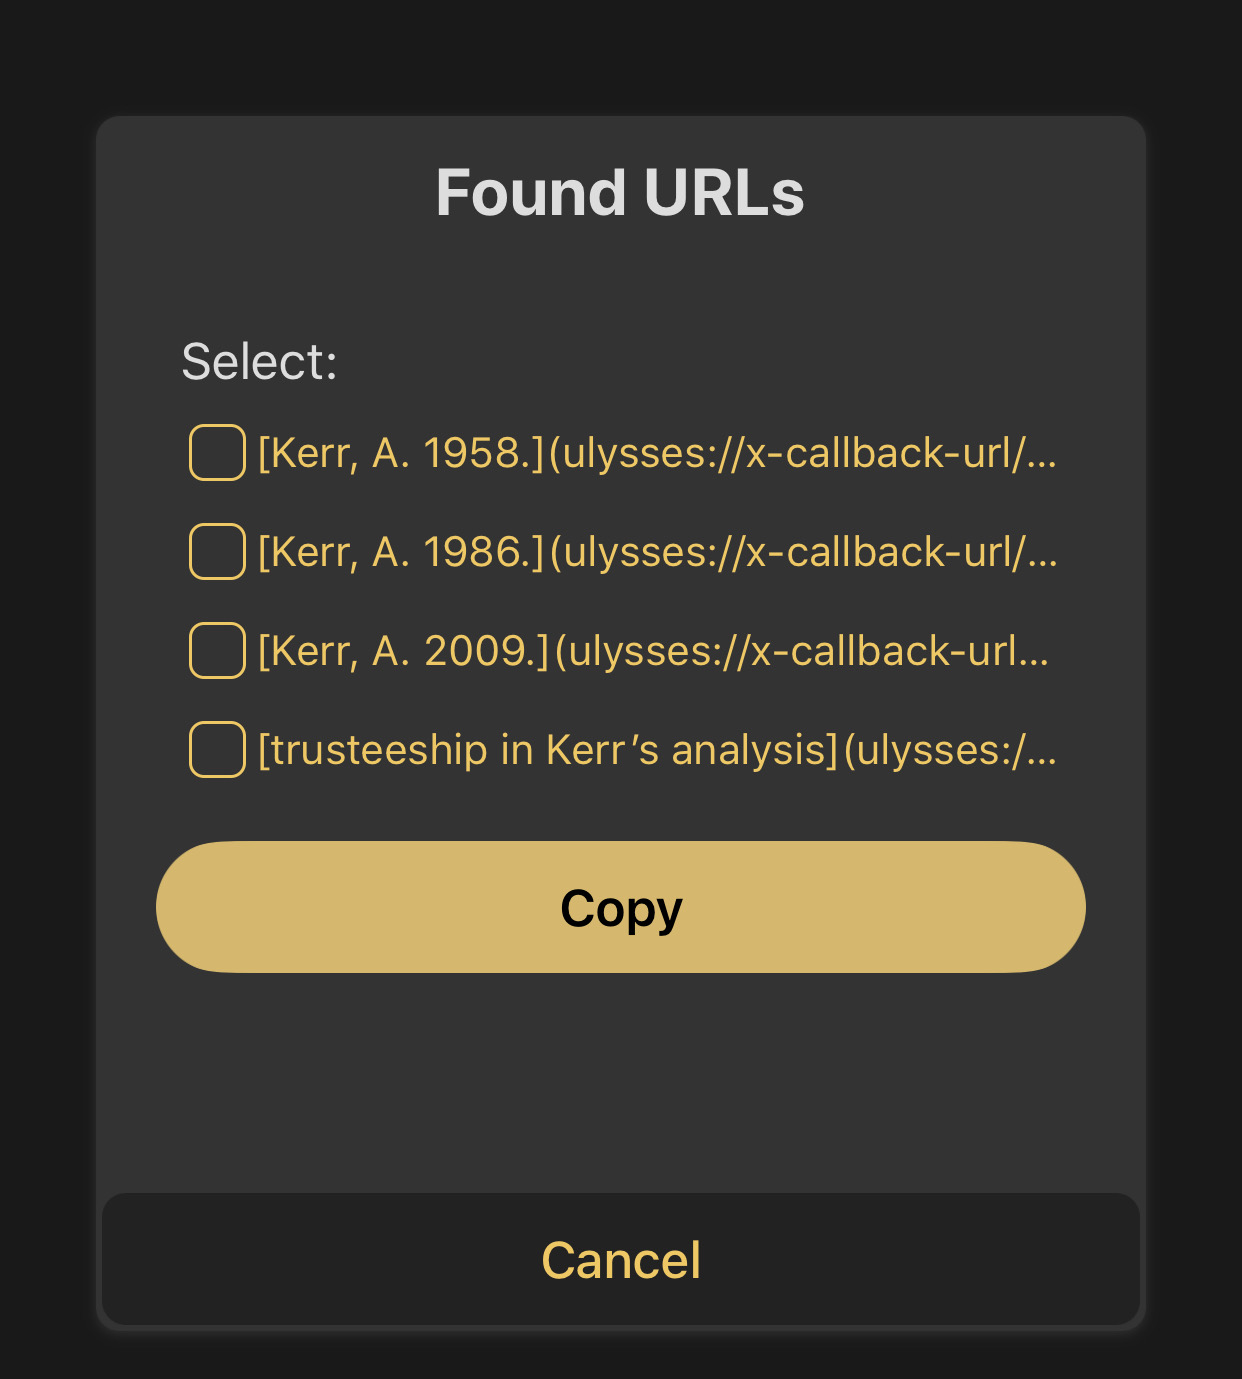 Found URLs
Select:
[Kerr, A. 1958.](ulysses://x-callback-url/...
[Kerr, A. 1986.](ulysses://x-callback-url/...
[Kerr, A. 2009.](ulysses://x-callback-url...
[trusteeship in Kerr’s analysis](ulysses:/...
Copy
Cancel